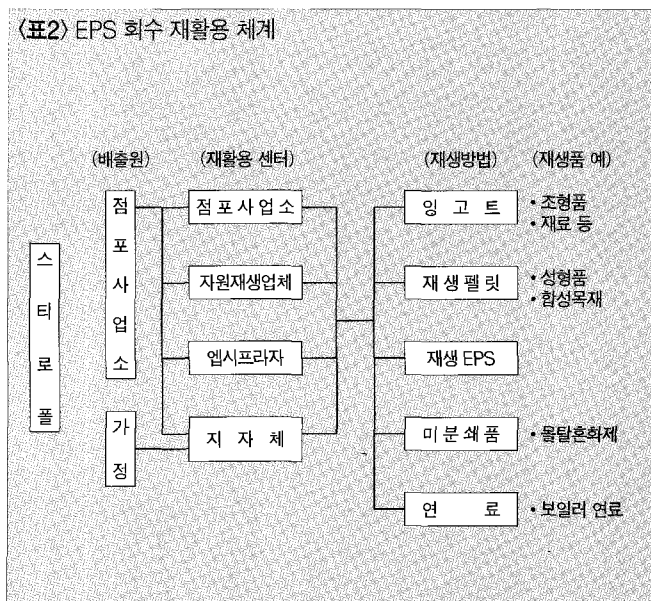 〈표2〉 EPS 회수 재활용 체계
(배출원) (재활용 센터) (재생방법) (재생품 예)
스타로폴
점포사업소
가정
점포사업소
자원재생업체
엡시프라자
지자체
잉고트
• 조형품
• 재료 등
재생펠릿
• 성형품
• 합성목재
재생 EPS
미분쇄품
• 몰탈혼화제
연료
• 보일러 연료